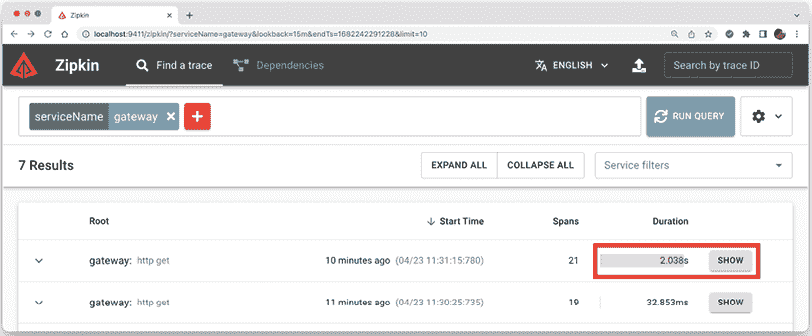 Zipkin
localhost:9411/zipkin/?serviceName=gateway&lookback=15m&endTs=1682242291228&limit=10
Zipkin
Find a trace
Dependencies
ENGLISH
Search by trace ID
serviceName gateway
RUN QUERY
7 Results
EXPAND ALL
COLLAPSE ALL
Service filters
Root
Start Time
Spans
Duration
gateway: http get
10 minutes ago (04/23 11:31:15:780)
21
2.038s
SHOW
gateway: http get
11 minutes ago (04/23 11:30:25:735)
19
32.853ms
SHOW